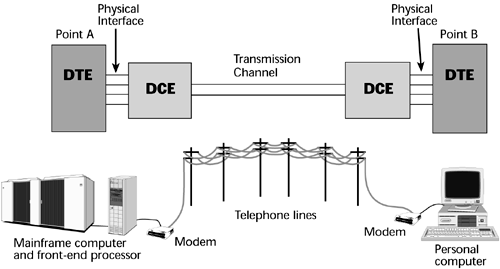 Physical
Interface
Physical
Interface
Point A
Point B
Transmission
Channel
DTE
DCE
DCE
DTE
Telephone lines
Modem
Modem
Mainframe computer
and front-end processor
Personal
computer